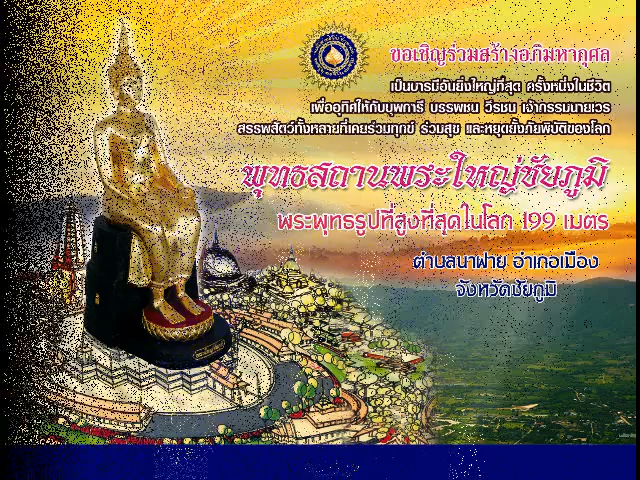 ขอเชิญร่วมสร้างอภิมหากุศล
เป็นบารมีอันยิ่งใหญ่ที่สุด ครั้งหนึ่งในชีวิต
เพื่ออุทิศให้กับบุพการี บรรพชน วีรชน เจ้ากรรมนายเวร
สรรพสัตว์ทั้งหลายที่เคยร่วมทุกข์ ร่วมสุข และหยุดยั้งภัยพิบัติของโลก
พุทธสถานพระใหญ่ชัยภูมิ
พระพุทธรูปที่สูงที่สุดในโลก 199 เมตร
ตำบลนาฝาย อำเภอเมือง
จังหวัดชัยภูมิ